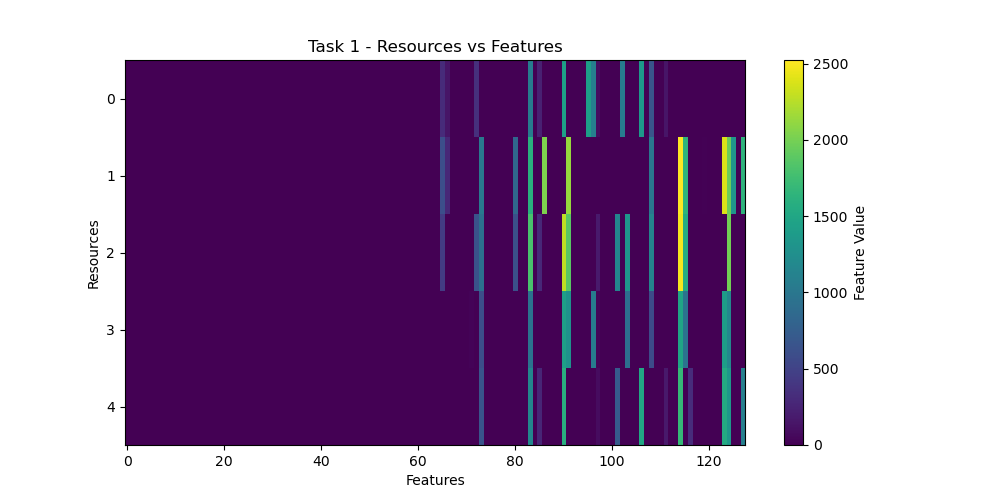 Task 1 - Resources vs Features
0
1
2
3
4
Resources
0 20 40 60 80 100 120
Features
2500
2000
1500
1000
500
0
Feature Value